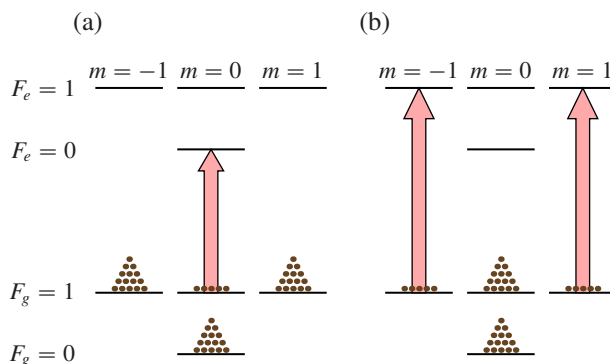 (a) (b)
m = −1 m = 0 m = 1 m = −1 m = 0 m = 1
F_e = 1
F_e = 0
F_g = 1
F_g = 0